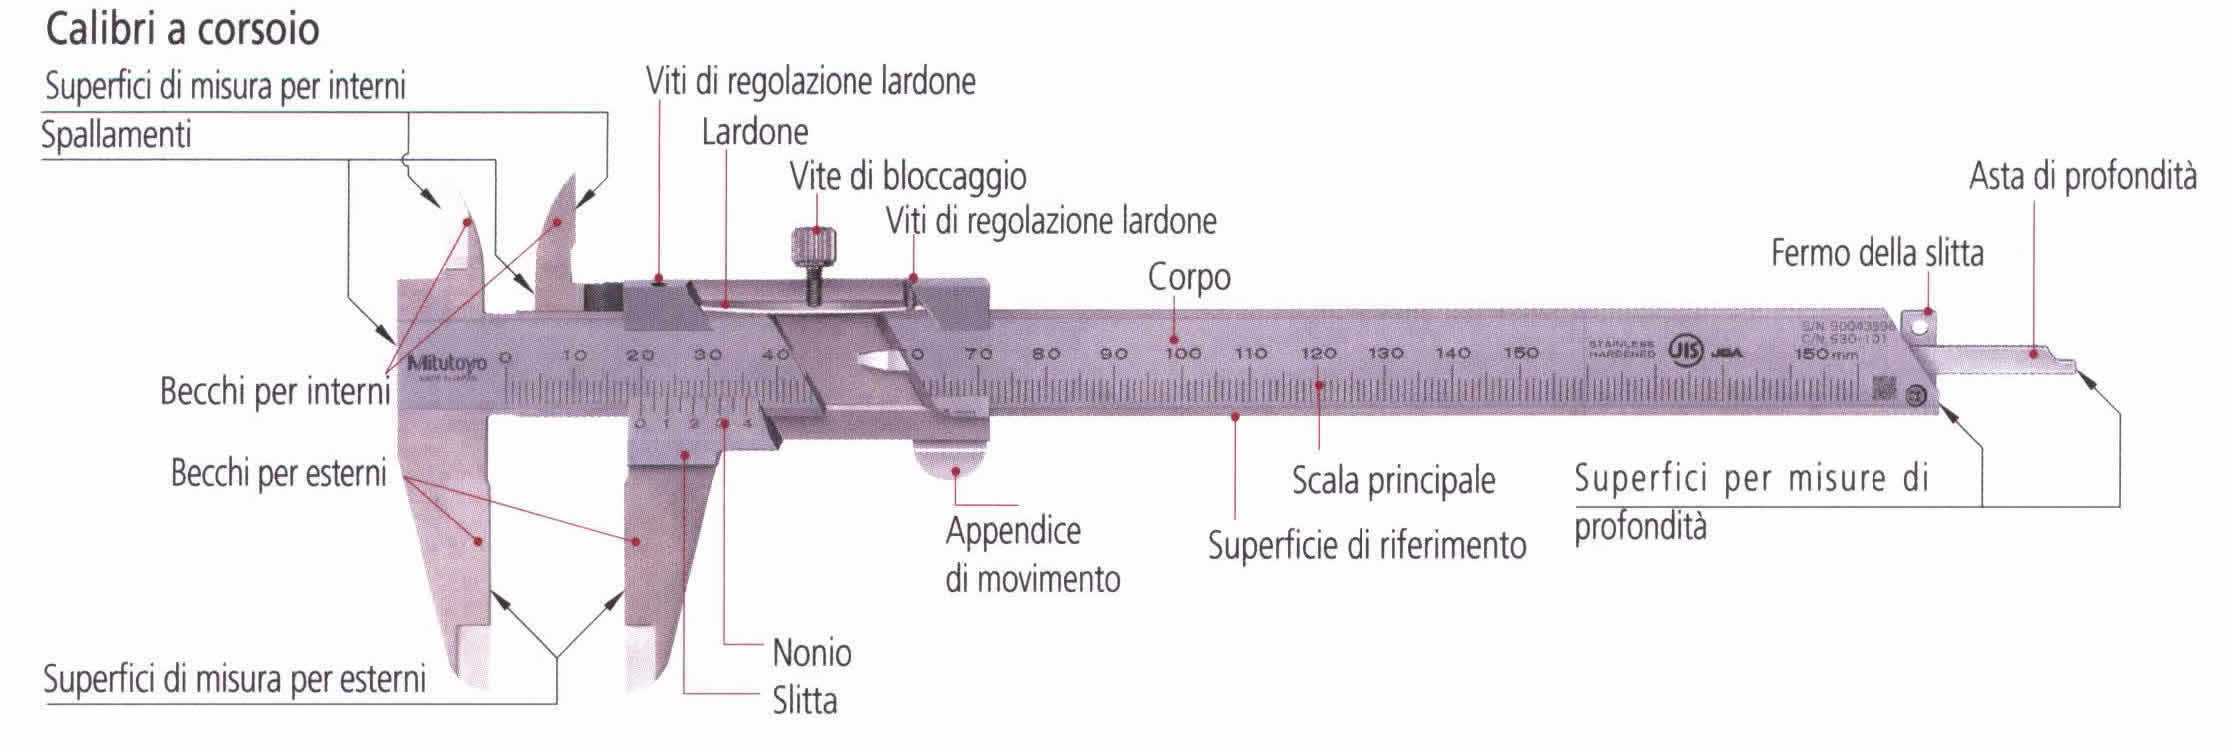 Calibri a corsoio
Superfici di misura per interni
Viti di regolazione lardone
Spallamenti
Lardone
Vite di bloccaggio
Asta di profondità
Viti di regolazione lardone
Fermo della slitta
Corpo
S/N 90043596
C/N 530-101
Mitutoyo
0 10 20 30 40 60 70 80 90 100 110 120 130 140 150
STAINLESS
HARDENED
JIS
150mm
Becchi per interni
0 1 2 3 4
Becchi per esterni
Scala principale
Superfici per misure di
profondità
Appendice
di movimento
Superficie di riferimento
Nonio
Superfici di misura per esterni
Slitta